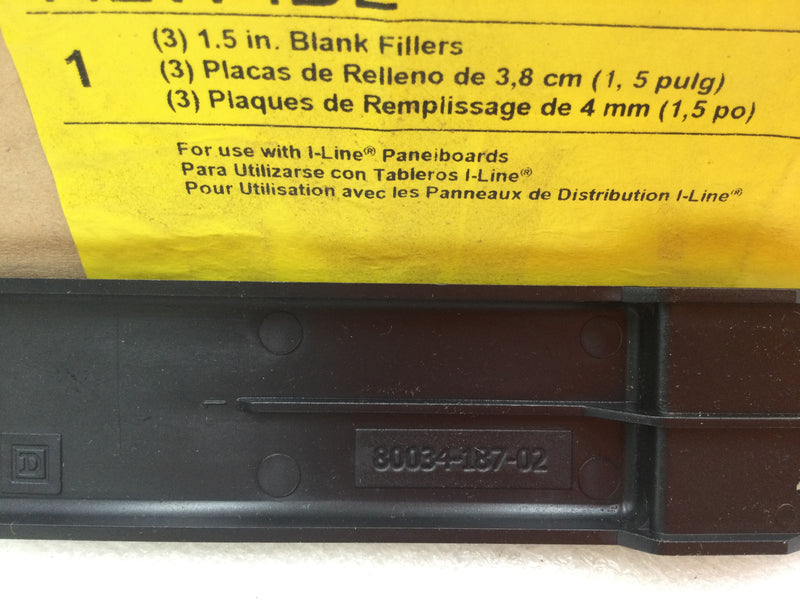 1
(3) 1.5 in. Blank Fillers
(3) Placas de Relleno de 3,8 cm (1, 5 pulg)
(3) Plaques de Remplissage de 4 mm (1,5 po)
For use with I-Line® Panelboards
Para Utilizarse con Tableros I-Line®
Pour Utilisation avec les Panneaux de Distribution I-Line®
D
80034-187-02